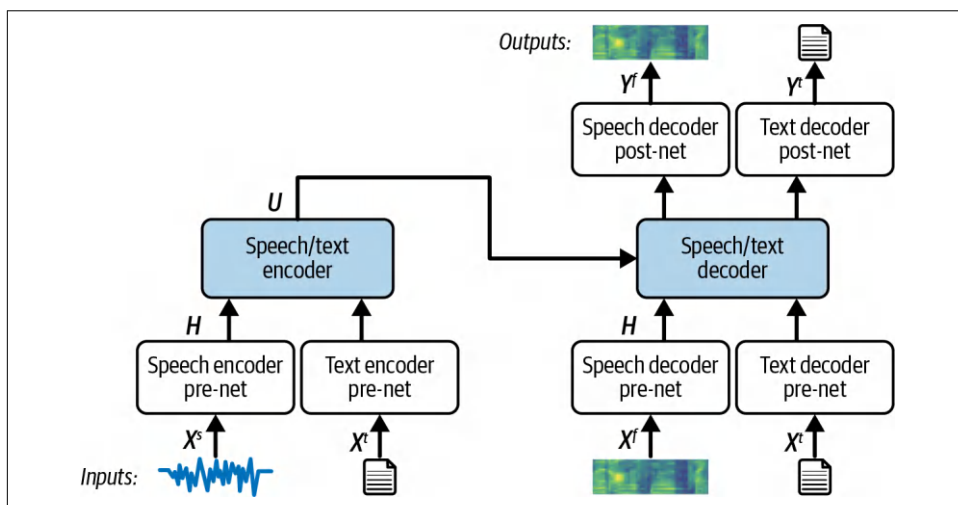 Outputs:
Yᶠ
Yᵗ
Speech decoder
post-net
Text decoder
post-net
U
Speech/text
encoder
Speech/text
decoder
H
H
Speech encoder
pre-net
Text encoder
pre-net
Speech decoder
pre-net
Text decoder
pre-net
Xˢ
Xᵗ
Xᶠ
Xᵗ
Inputs: